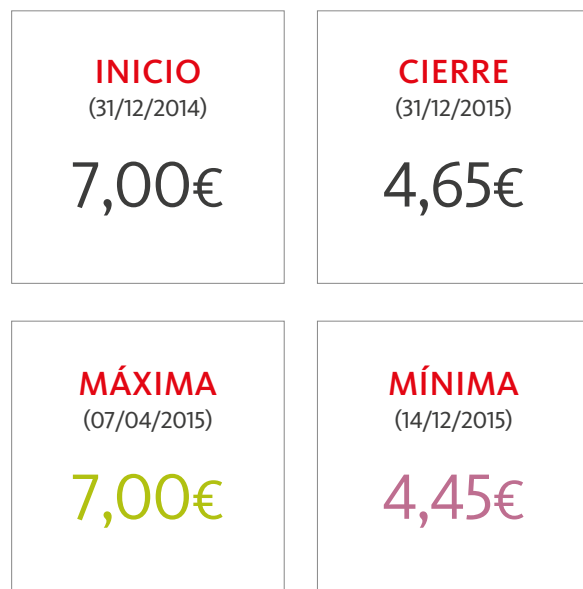 INICIO
(31/12/2014)
7,00€
CIERRE
(31/12/2015)
4,65€
MÁXIMA
(07/04/2015)
7,00€
MÍNIMA
(14/12/2015)
4,45€